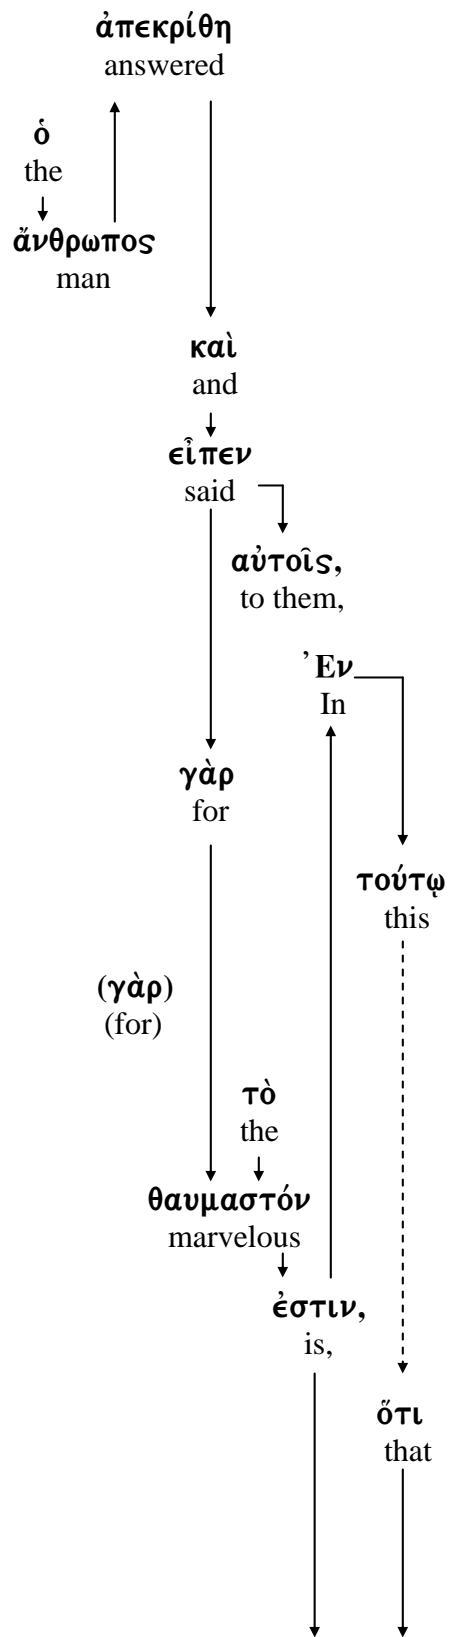 ἀπεκρίθη
answered
ὁ
the
ἄνθρωπος
man
καὶ
and
εἶπεν
said
αὐτοῖς,
to them,
Ἐν
In
γὰρ
for
τούτῳ
this
(γὰρ)
(for)
τὸ
the
θαυμαστόν
marvelous
ἐστιν,
is,
ὅτι
that